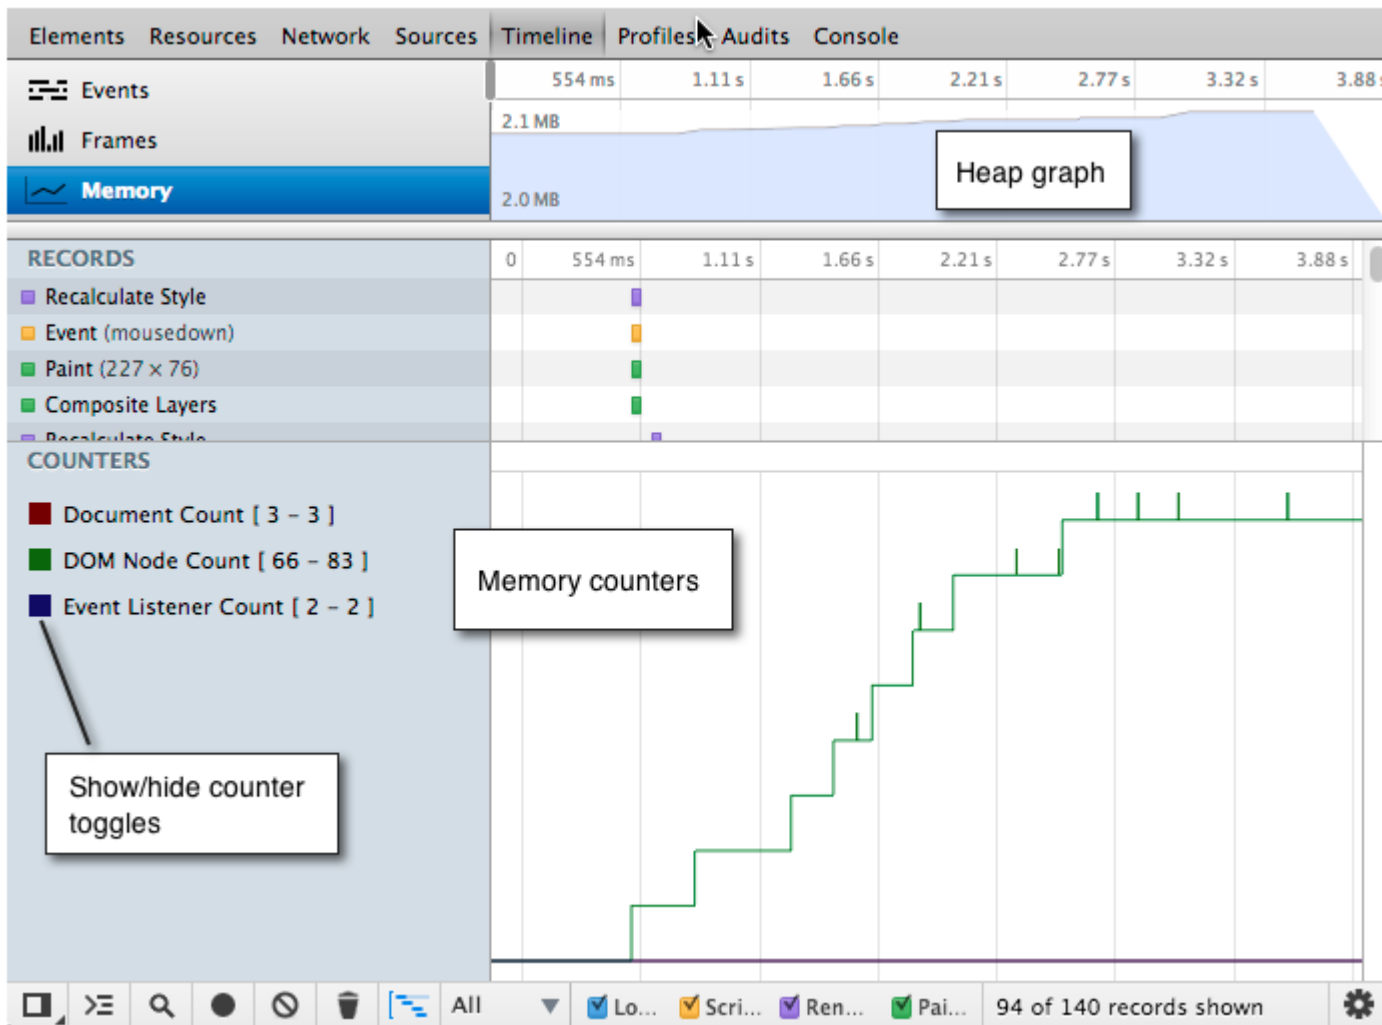 Elements Resources Network Sources Timeline Profiles Audits Console
Events
Frames
Memory
554 ms 1.11 s 1.66 s 2.21 s 2.77 s 3.32 s 3.88 s
2.1 MB
2.0 MB
Heap graph
RECORDS
0 554 ms 1.11 s 1.66 s 2.21 s 2.77 s 3.32 s 3.88 s
Recalculate Style
Event (mousedown)
Paint (227 × 76)
Composite Layers
Recalculate Style
COUNTERS
Document Count [ 3 – 3 ]
DOM Node Count [ 66 – 83 ]
Event Listener Count [ 2 – 2 ]
Memory counters
Show/hide counter
toggles
All Lo... Scri... Ren... Pai... 94 of 140 records shown